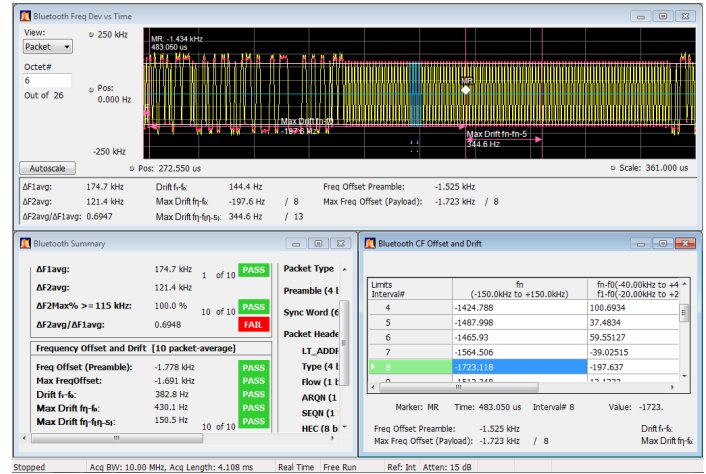 Bluetooth Freq Dev vs Time
View:
Packet
Octet#
6
Out of 26
250 kHz
Pos:
0.000 Hz
-250 kHz
MR: -1.434 kHz
483.050 us
MR
Max Drift fn-f0
-197.6 Hz
Max Drift fn-fn-5
344.6 Hz
Autoscale
Pos: 272.550 us
Scale: 361.000 us
ΔF1avg: 174.7 kHz Drift f₁-f₀: 144.4 Hz Freq Offset Preamble: -1.525 kHz
ΔF2avg: 121.4 kHz Max Drift fn-f₀: -197.6 Hz / 8 Max Freq Offset (Payload): -1.723 kHz / 8
ΔF2avg/ΔF1avg: 0.6947 Max Drift fn-fn-5: 344.6 Hz / 13
Bluetooth Summary
ΔF1avg: 174.7 kHz 1 of 10 PASS
ΔF2avg: 121.4 kHz
ΔF2Max% >= 115 kHz: 100.0 % 10 of 10 PASS
ΔF2avg/ΔF1avg: 0.6948 FAIL
Frequency Offset and Drift [10 packet-average]
Freq Offset (Preamble): -1.778 kHz PASS
Max FreqOffset: -1.691 kHz PASS
Drift f₁-f₀: 382.8 Hz PASS
Max Drift fn-f₀: 430.1 Hz PASS
Max Drift fn-fn-5: 150.5 Hz 10 of 10 PASS
Packet Type
Preamble (4 b
Sync Word (6
Packet Heade
LT_ADDR
Type (4 b
Flow (1 b
ARQN (1
SEQN (1
HEC (8 b
Bluetooth CF Offset and Drift
Limits fn fn-f0(-40.00kHz to +4
Interval# (-150.0kHz to +150.0kHz) f1-f0(-20.00kHz to +2
4 -1424.788 100.6934
5 -1487.998 37.4834
6 -1465.93 59.55127
7 -1564.506 -39.02515
8 -1723.118 -197.637
Marker: MR Time: 483.050 us Interval# 8 Value: -1723.
Freq Offset Preamble: -1.525 kHz Drift f₁-f₀:
Max Freq Offset (Payload): -1.723 kHz / 8 Max Drift fn-f₀:
Stopped Acq BW: 10.00 MHz, Acq Length: 4.108 ms Real Time Free Run Ref: Int Atten: 15 dB